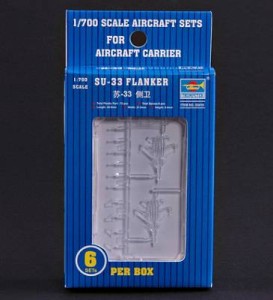 1/700 SCALE AIRCRAFT SETS
FOR
AIRCRAFT CARRIER
1:700
SCALE
SU-33 FLANKER
苏-33 侧卫
6
SETS
PER BOX